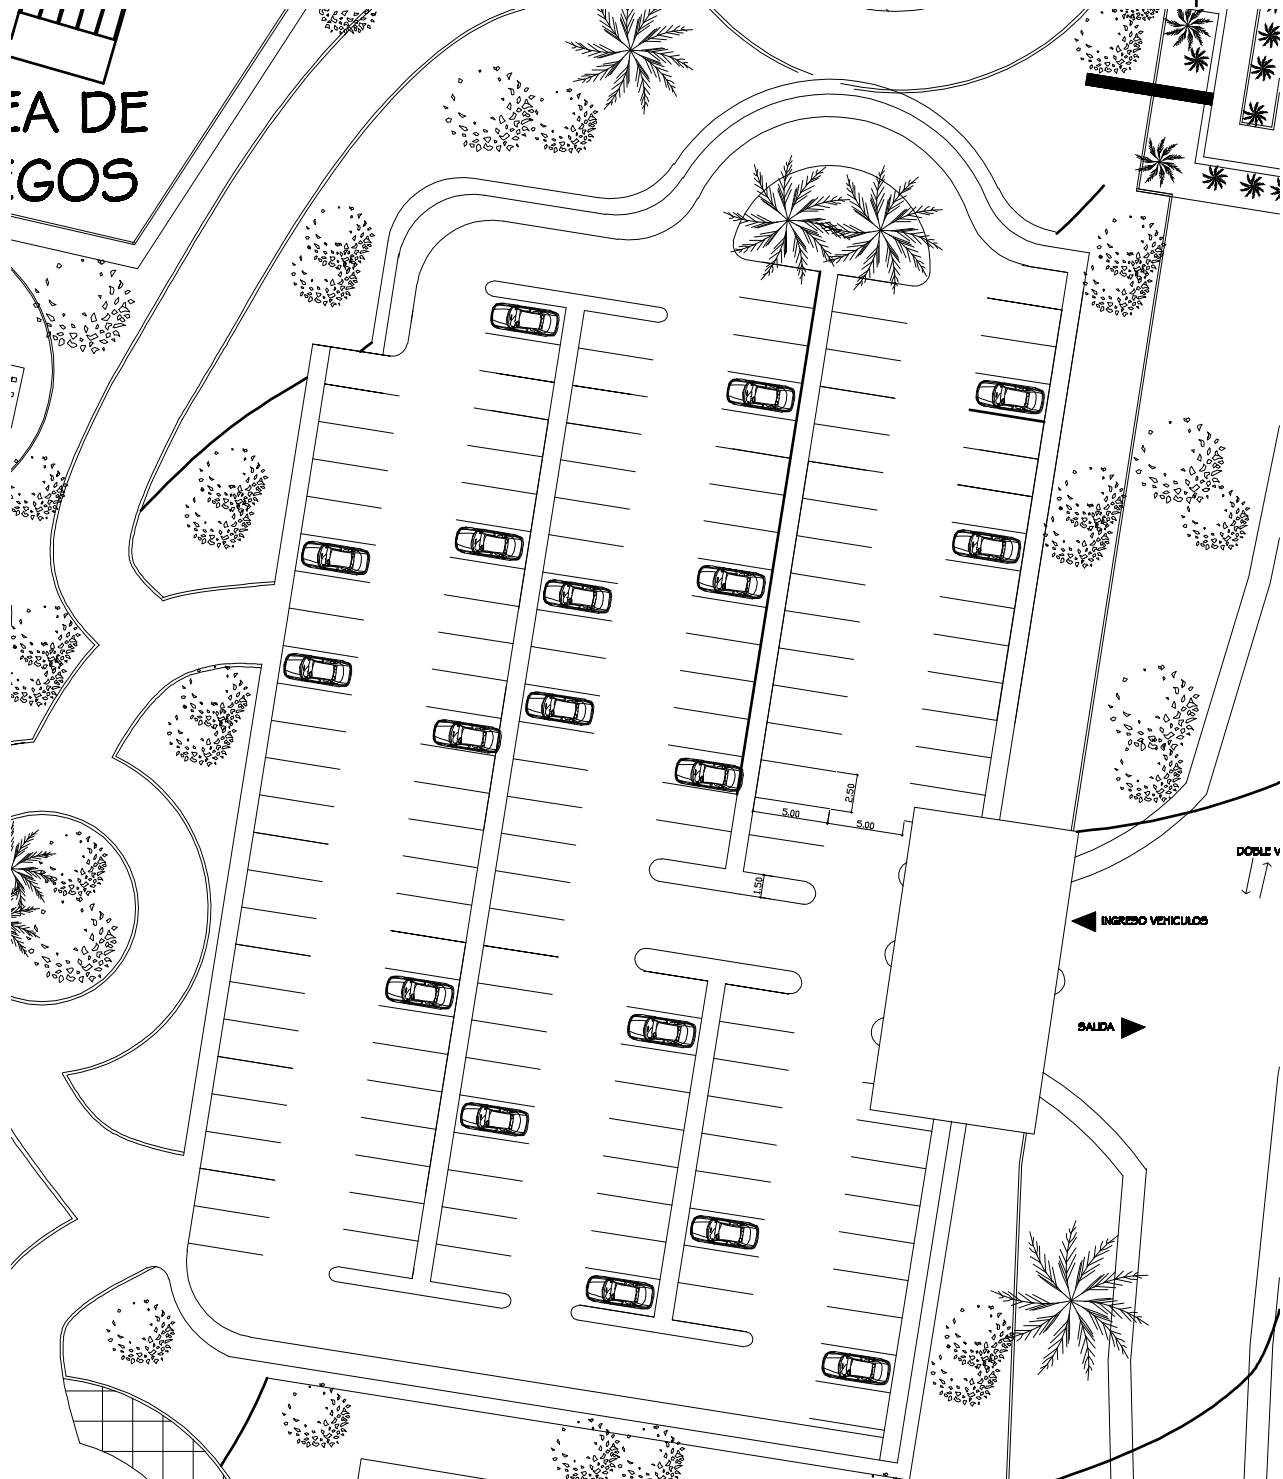 EA DE
EGOS
2.50
5.00
5.00
1.50
DOBLE V
INGRESO VEHICULOS
SALIDA